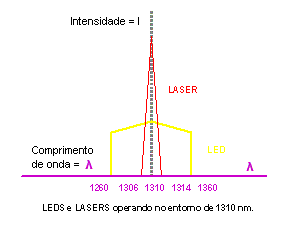 Intensidade = I
LASER
LED
Comprimento
de onda = λ
λ
1260 1306 1310 1314 1360
LEDS e LASERS operando no entorno de 1310 nm.